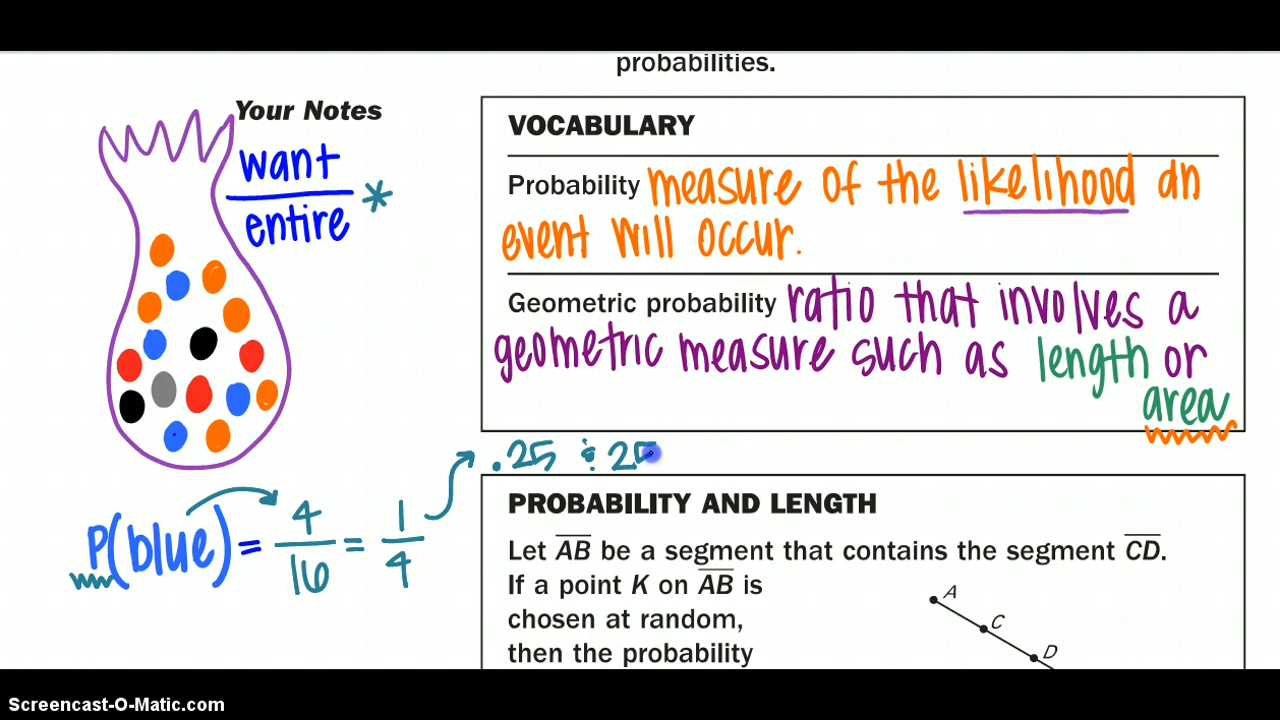 probabilities.
Your Notes
want
entire *
VOCABULARY
Probability measure of the likelihood an
event will occur.
Geometric probability ratio that involves a
geometric measure such as length or
area
.25 & 25
P(blue) = 4/16 = 1/4
PROBABILITY AND LENGTH
Let AB be a segment that contains the segment CD.
If a point K on AB is
chosen at random,
then the probability
A
C
D
Screencast-O-Matic.com